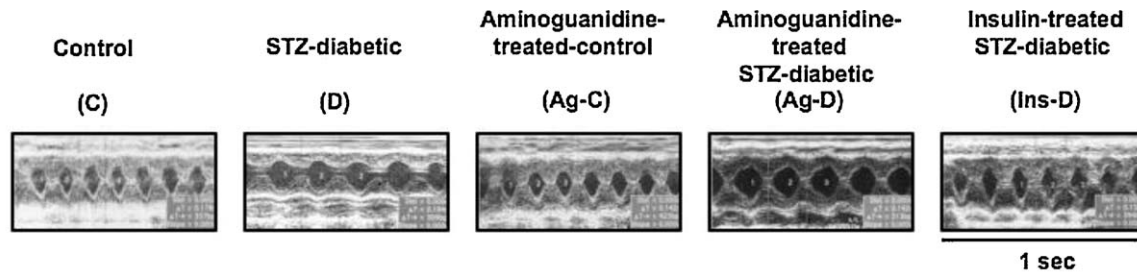 Control
(C)
STZ-diabetic
(D)
Aminoguanidine-
treated-control
(Ag-C)
Aminoguanidine-
treated
STZ-diabetic
(Ag-D)
Insulin-treated
STZ-diabetic
(Ins-D)
1 sec